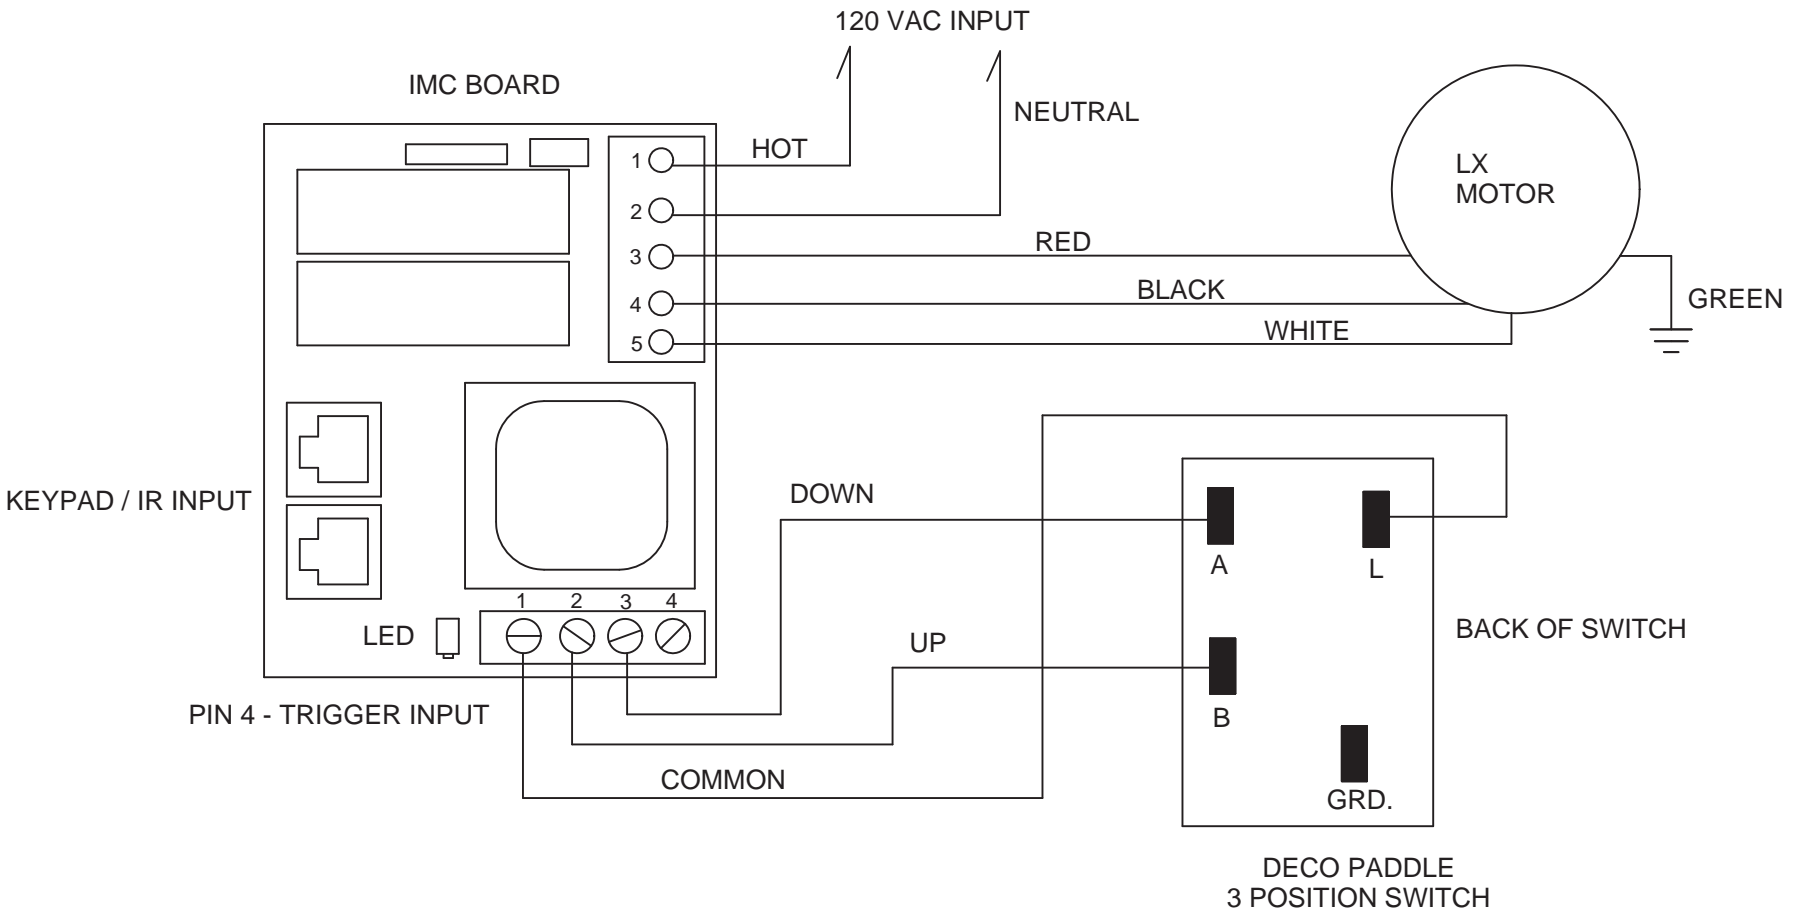 120 VAC INPUT
IMC BOARD
NEUTRAL
HOT
1
2
3
4
5
RED
BLACK
WHITE
LX
MOTOR
GREEN
KEYPAD / IR INPUT
DOWN
A
L
1 2 3 4
LED
UP
BACK OF SWITCH
PIN 4 - TRIGGER INPUT
B
COMMON
GRD.
DECO PADDLE
3 POSITION SWITCH